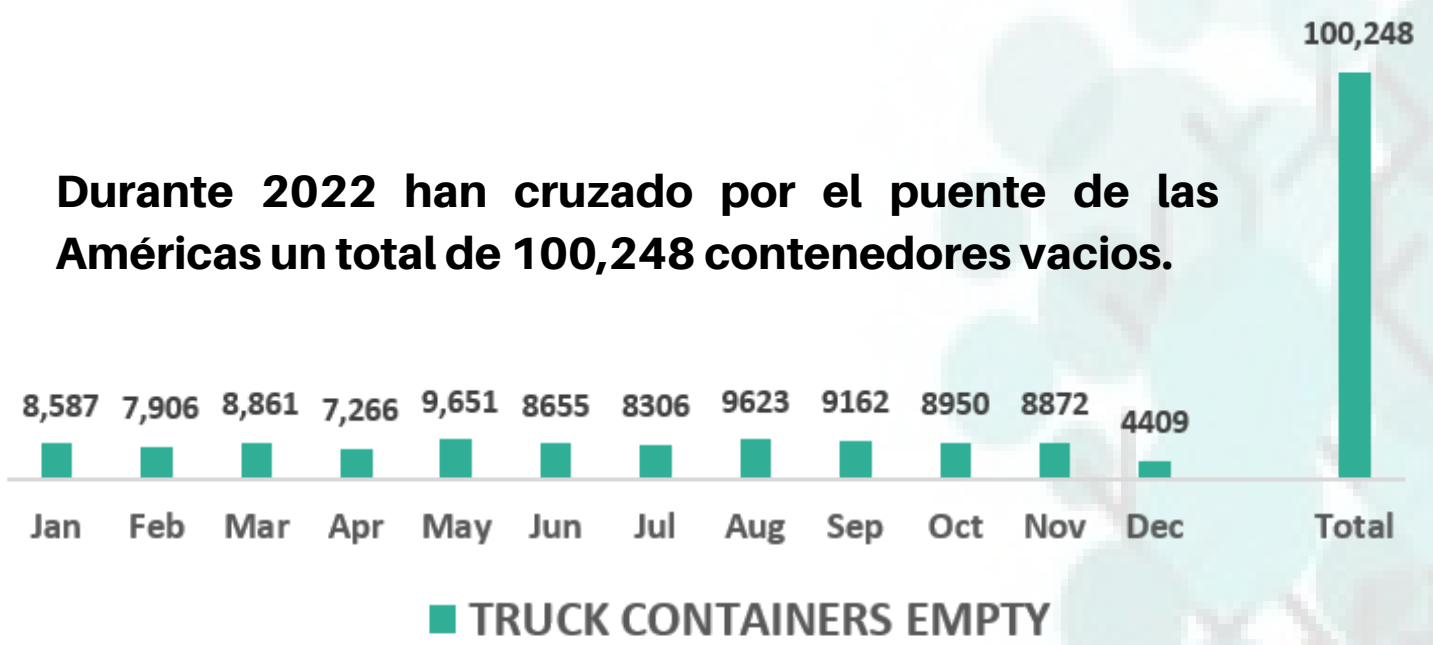 100,248
Durante 2022 han cruzado por el puente de las
Américas un total de 100,248 contenedores vacios.
8,587 7,906 8,861 7,266 9,651 8655 8306 9623 9162 8950 8872 4409
Jan Feb Mar Apr May Jun Jul Aug Sep Oct Nov Dec Total
TRUCK CONTAINERS EMPTY